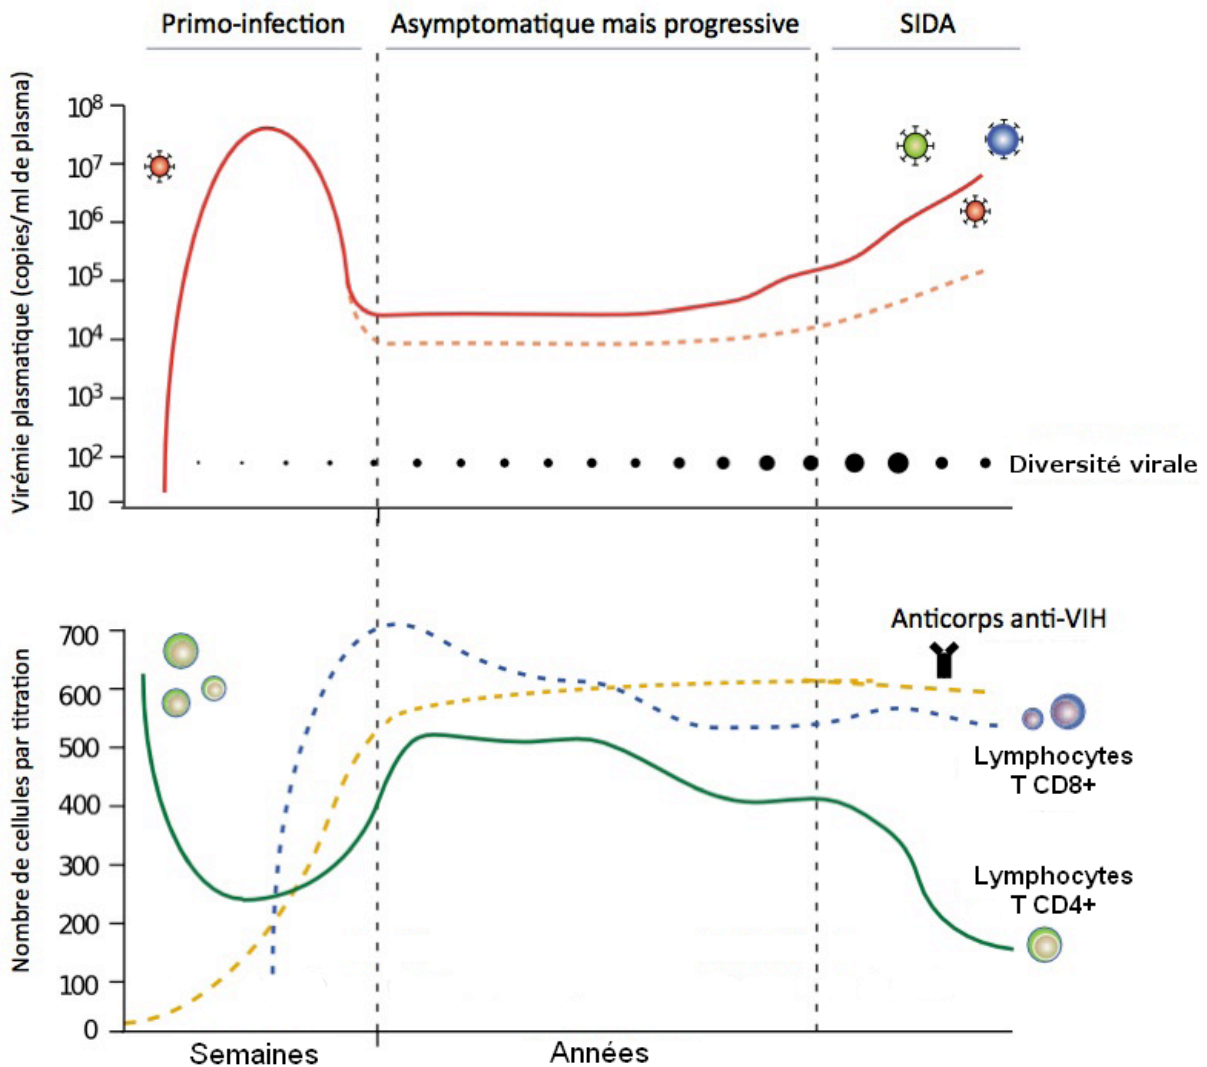 Primo-infection
Asymptomatique mais progressive
SIDA
Virémie plasmatique (copies/ml de plasma)
10⁸
10⁷
10⁶
10⁵
10⁴
10³
10²
10
Diversité virale
Nombre de cellules par titration
700
600
500
400
300
200
100
0
Anticorps anti-VIH
Lymphocytes
T CD8+
Lymphocytes
T CD4+
Semaines
Années